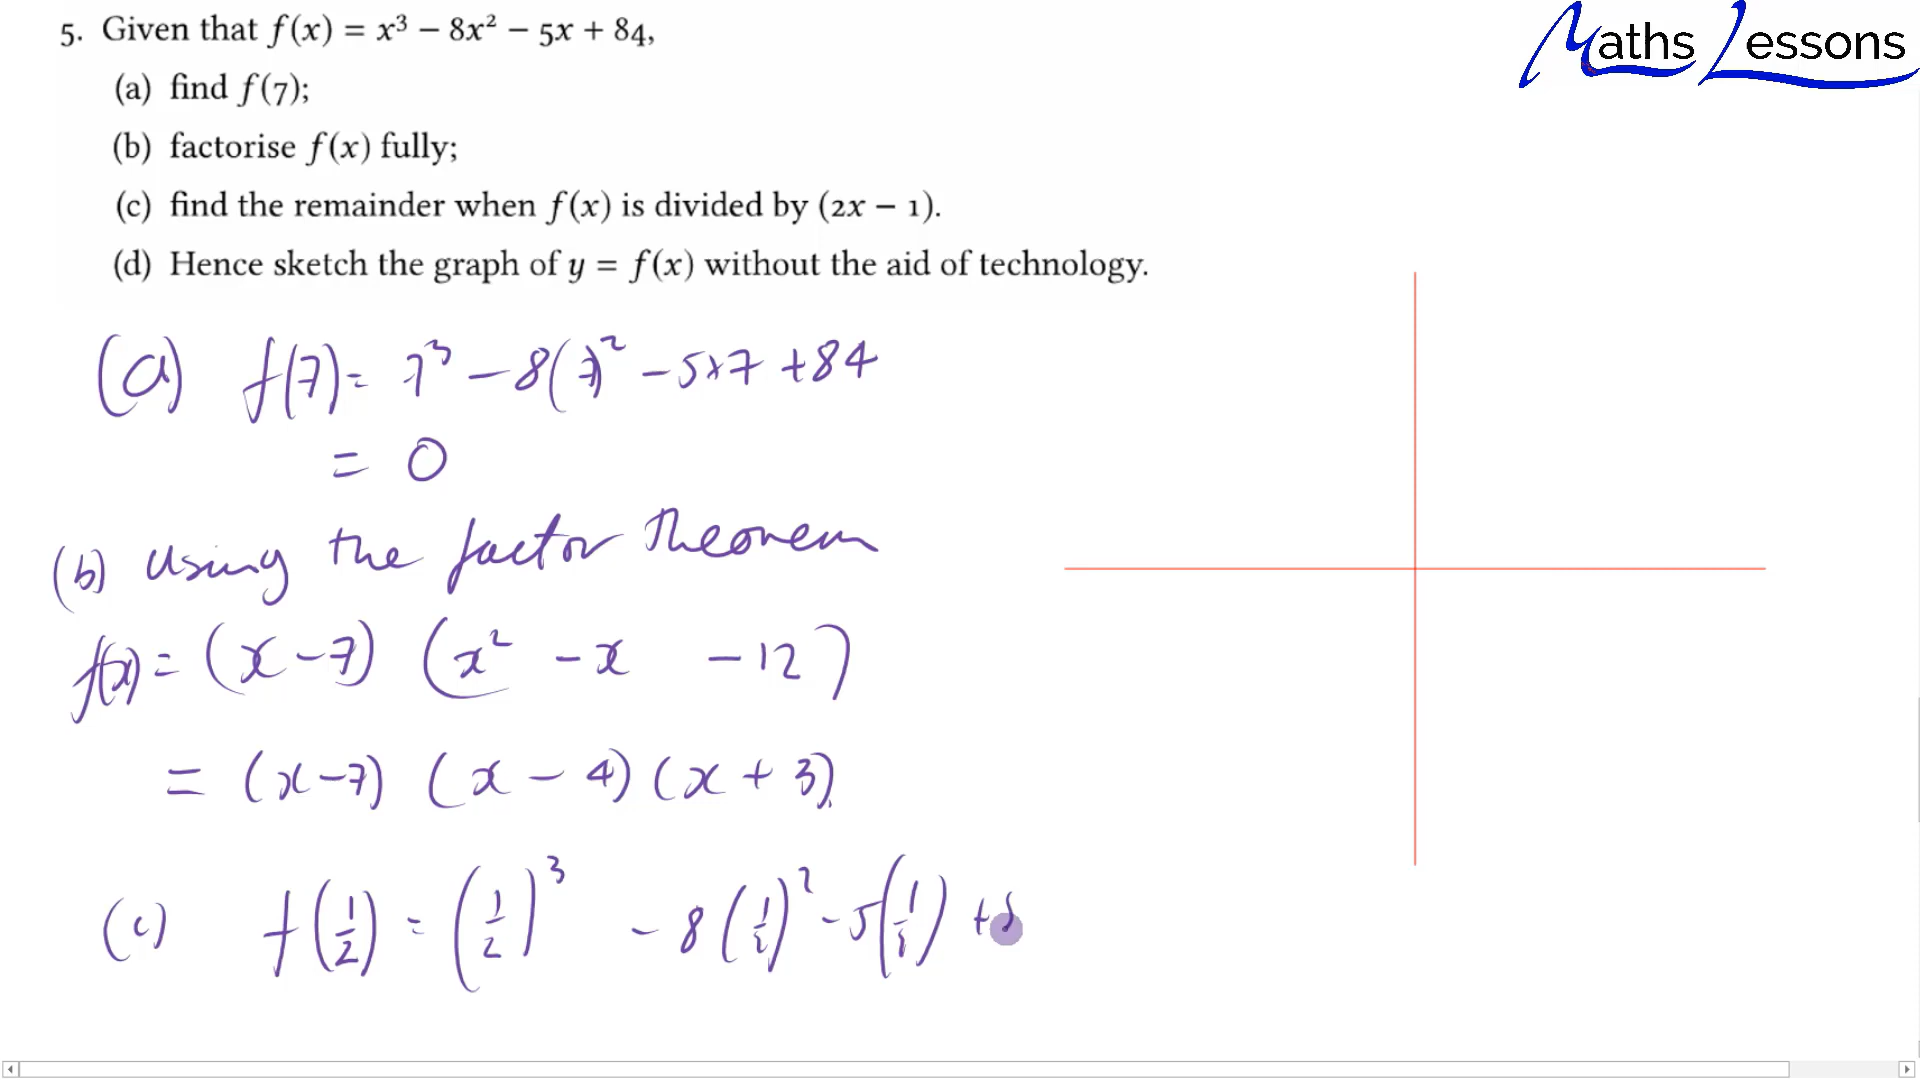 5. Given that f(x) = x³ − 8x² − 5x + 84,
Maths Lessons
(a) find f(7);
(b) factorise f(x) fully;
(c) find the remainder when f(x) is divided by (2x − 1).
(d) Hence sketch the graph of y = f(x) without the aid of technology.
(a) f(7) = 7³ − 8(7)² − 5×7 + 84
= 0
(b) Using the factor theorem
f(x) = (x−7) (x² − x − 12)
= (x−7) (x − 4)(x + 3).
(c) f(1/2) = (1/2)³ − 8(1/2)² − 5(1/2) +